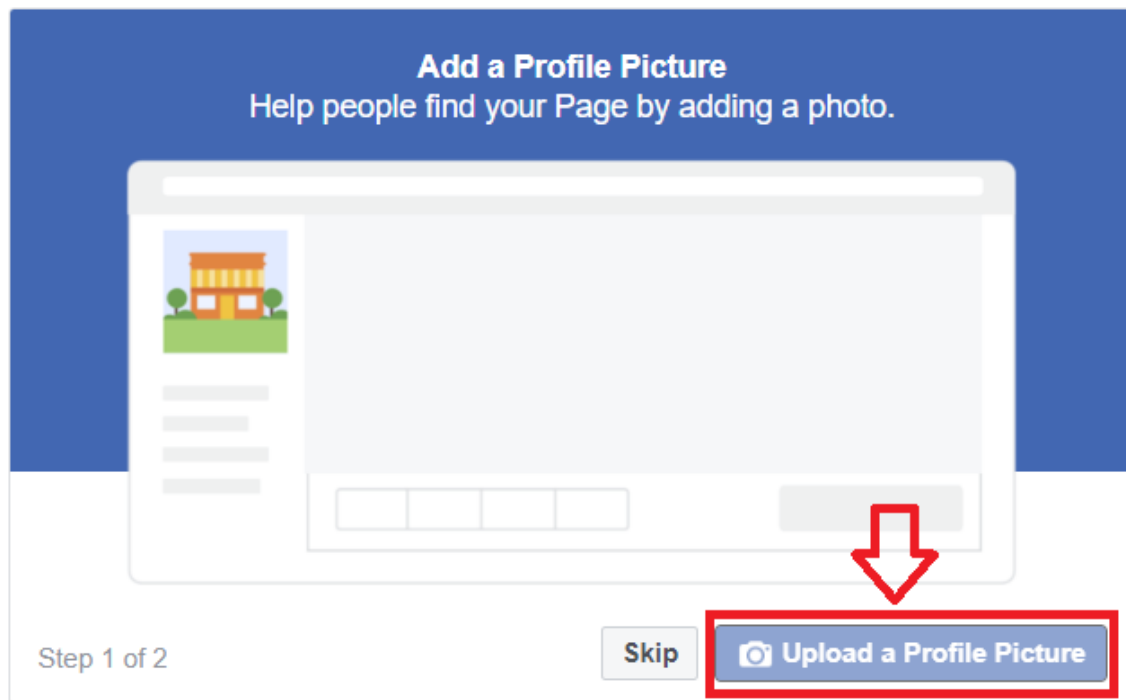 Add a Profile Picture
Help people find your Page by adding a photo.
Step 1 of 2
Skip
Upload a Profile Picture